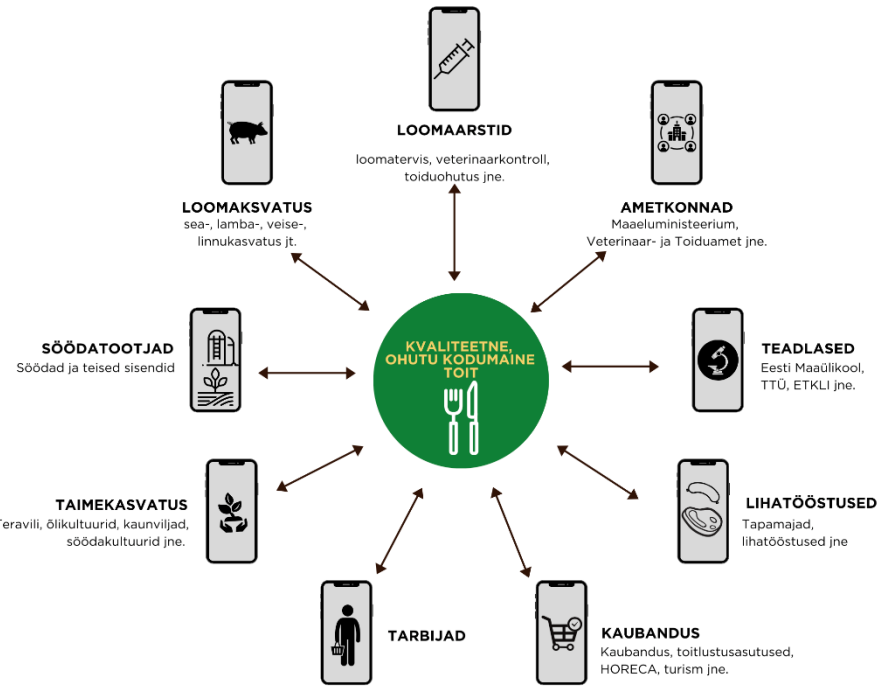 LOOMAARSTID
loomatervis, veterinaarkontroll,
toiduohutus jne.
LOOMAKSVATUS
sea-, lamba-, veise-,
linnukasvatus jt.
AMETKONNAD
Maaeluministeerium,
Veterinaar- ja Toiduamet jne.
KVALITEETNE,
OHUTU KODUMAINE
TOIT
SÖÖDATOOTJAD
Söödad ja teised sisendid
TEADLASED
Eesti Maaülikool,
TTÜ, ETKLI jne.
TAIMEKASVATUS
Teravili, õlikultuurid, kaunviljad,
söödakultuurid jne.
LIHATÖÖSTUSED
Tapamajad,
lihatööstused jne
TARBIJAD
KAUBANDUS
Kaubandus, toitlustusasutused,
HORECA, turism jne.